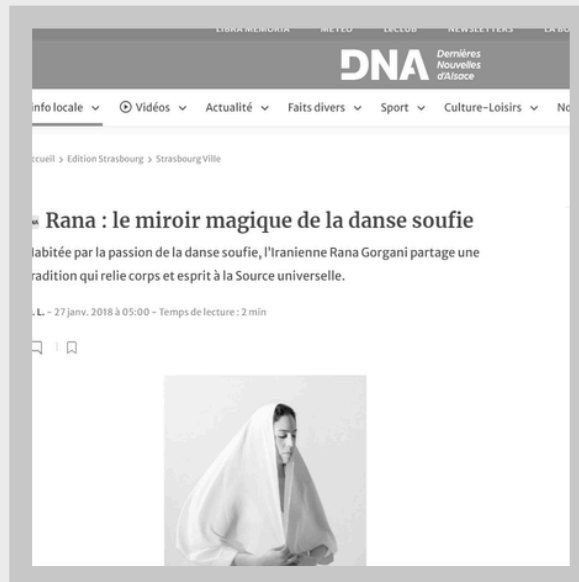 LIBRA MEMORIA MÉTÉO LeCLUB NEWSLETTERS
DNA Dernières
Nouvelles
d'Alsace
info locale Vidéos Actualité Faits divers Sport Culture-Loisirs
Accueil > Edition Strasbourg > Strasbourg Ville
Rana : le miroir magique de la danse soufie
Habitée par la passion de la danse soufie, l'Iranienne Rana Gorgani partage une
tradition qui relie corps et esprit à la Source universelle.
. L. - 27 janv. 2018 à 05:00 - Temps de lecture : 2 min